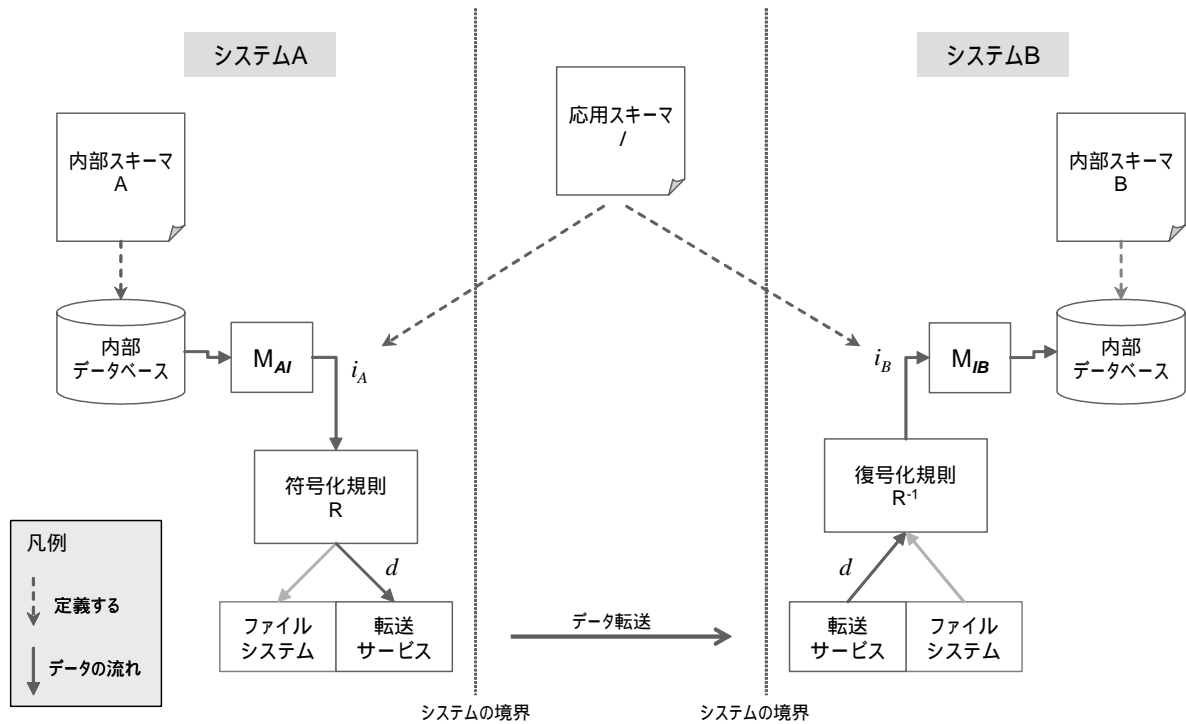 システムA
システムB
内部スキーマ
A
応用スキーマ
I
内部スキーマ
B
内部
データベース
M_AI
i_A
i_B
M_IB
内部
データベース
符号化規則
R
復号化規則
R-1
凡例
定義する
データの流れ
d
ファイル
システム
転送
サービス
データ転送
d
転送
サービス
ファイル
システム
システムの境界
システムの境界